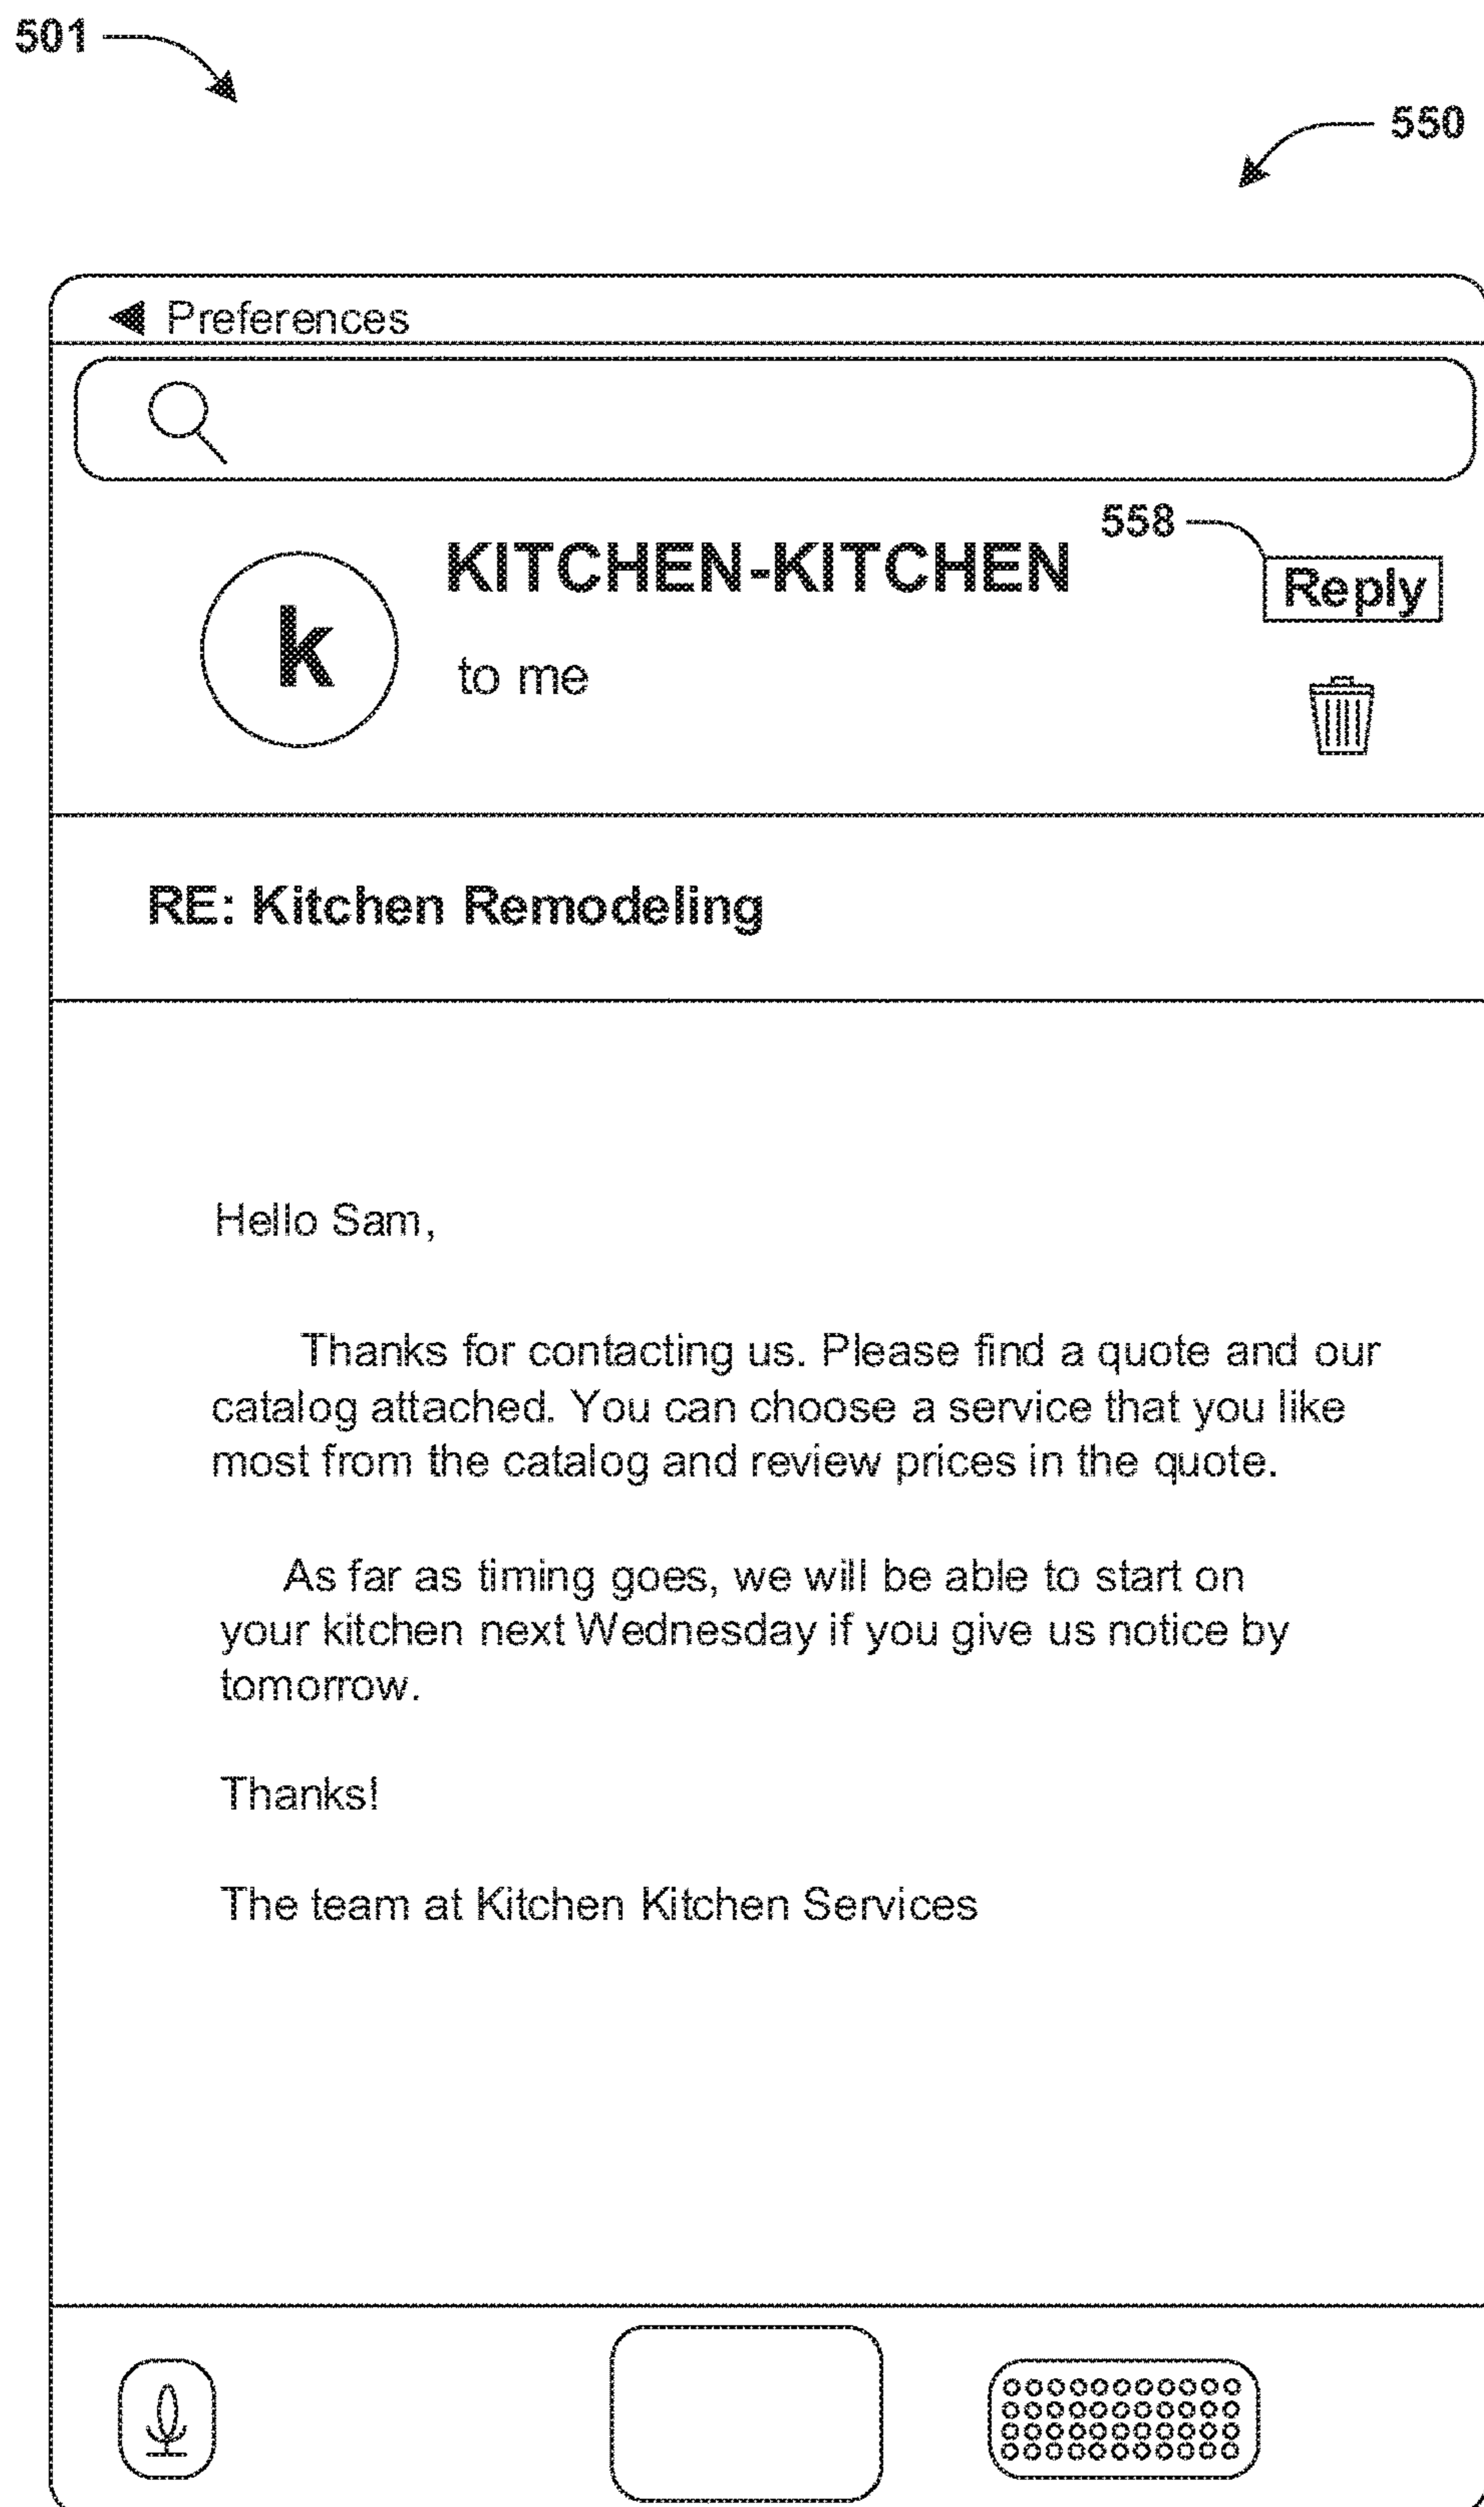 501
550
◀ Preferences
KITCHEN-KITCHEN
558
Reply
k
to me
RE: Kitchen Remodeling
Hello Sam,
Thanks for contacting us. Please find a quote and our
catalog attached. You can choose a service that you like
most from the catalog and review prices in the quote.
As far as timing goes, we will be able to start on
your kitchen next Wednesday if you give us notice by
tomorrow.
Thanks!
The team at Kitchen Kitchen Services